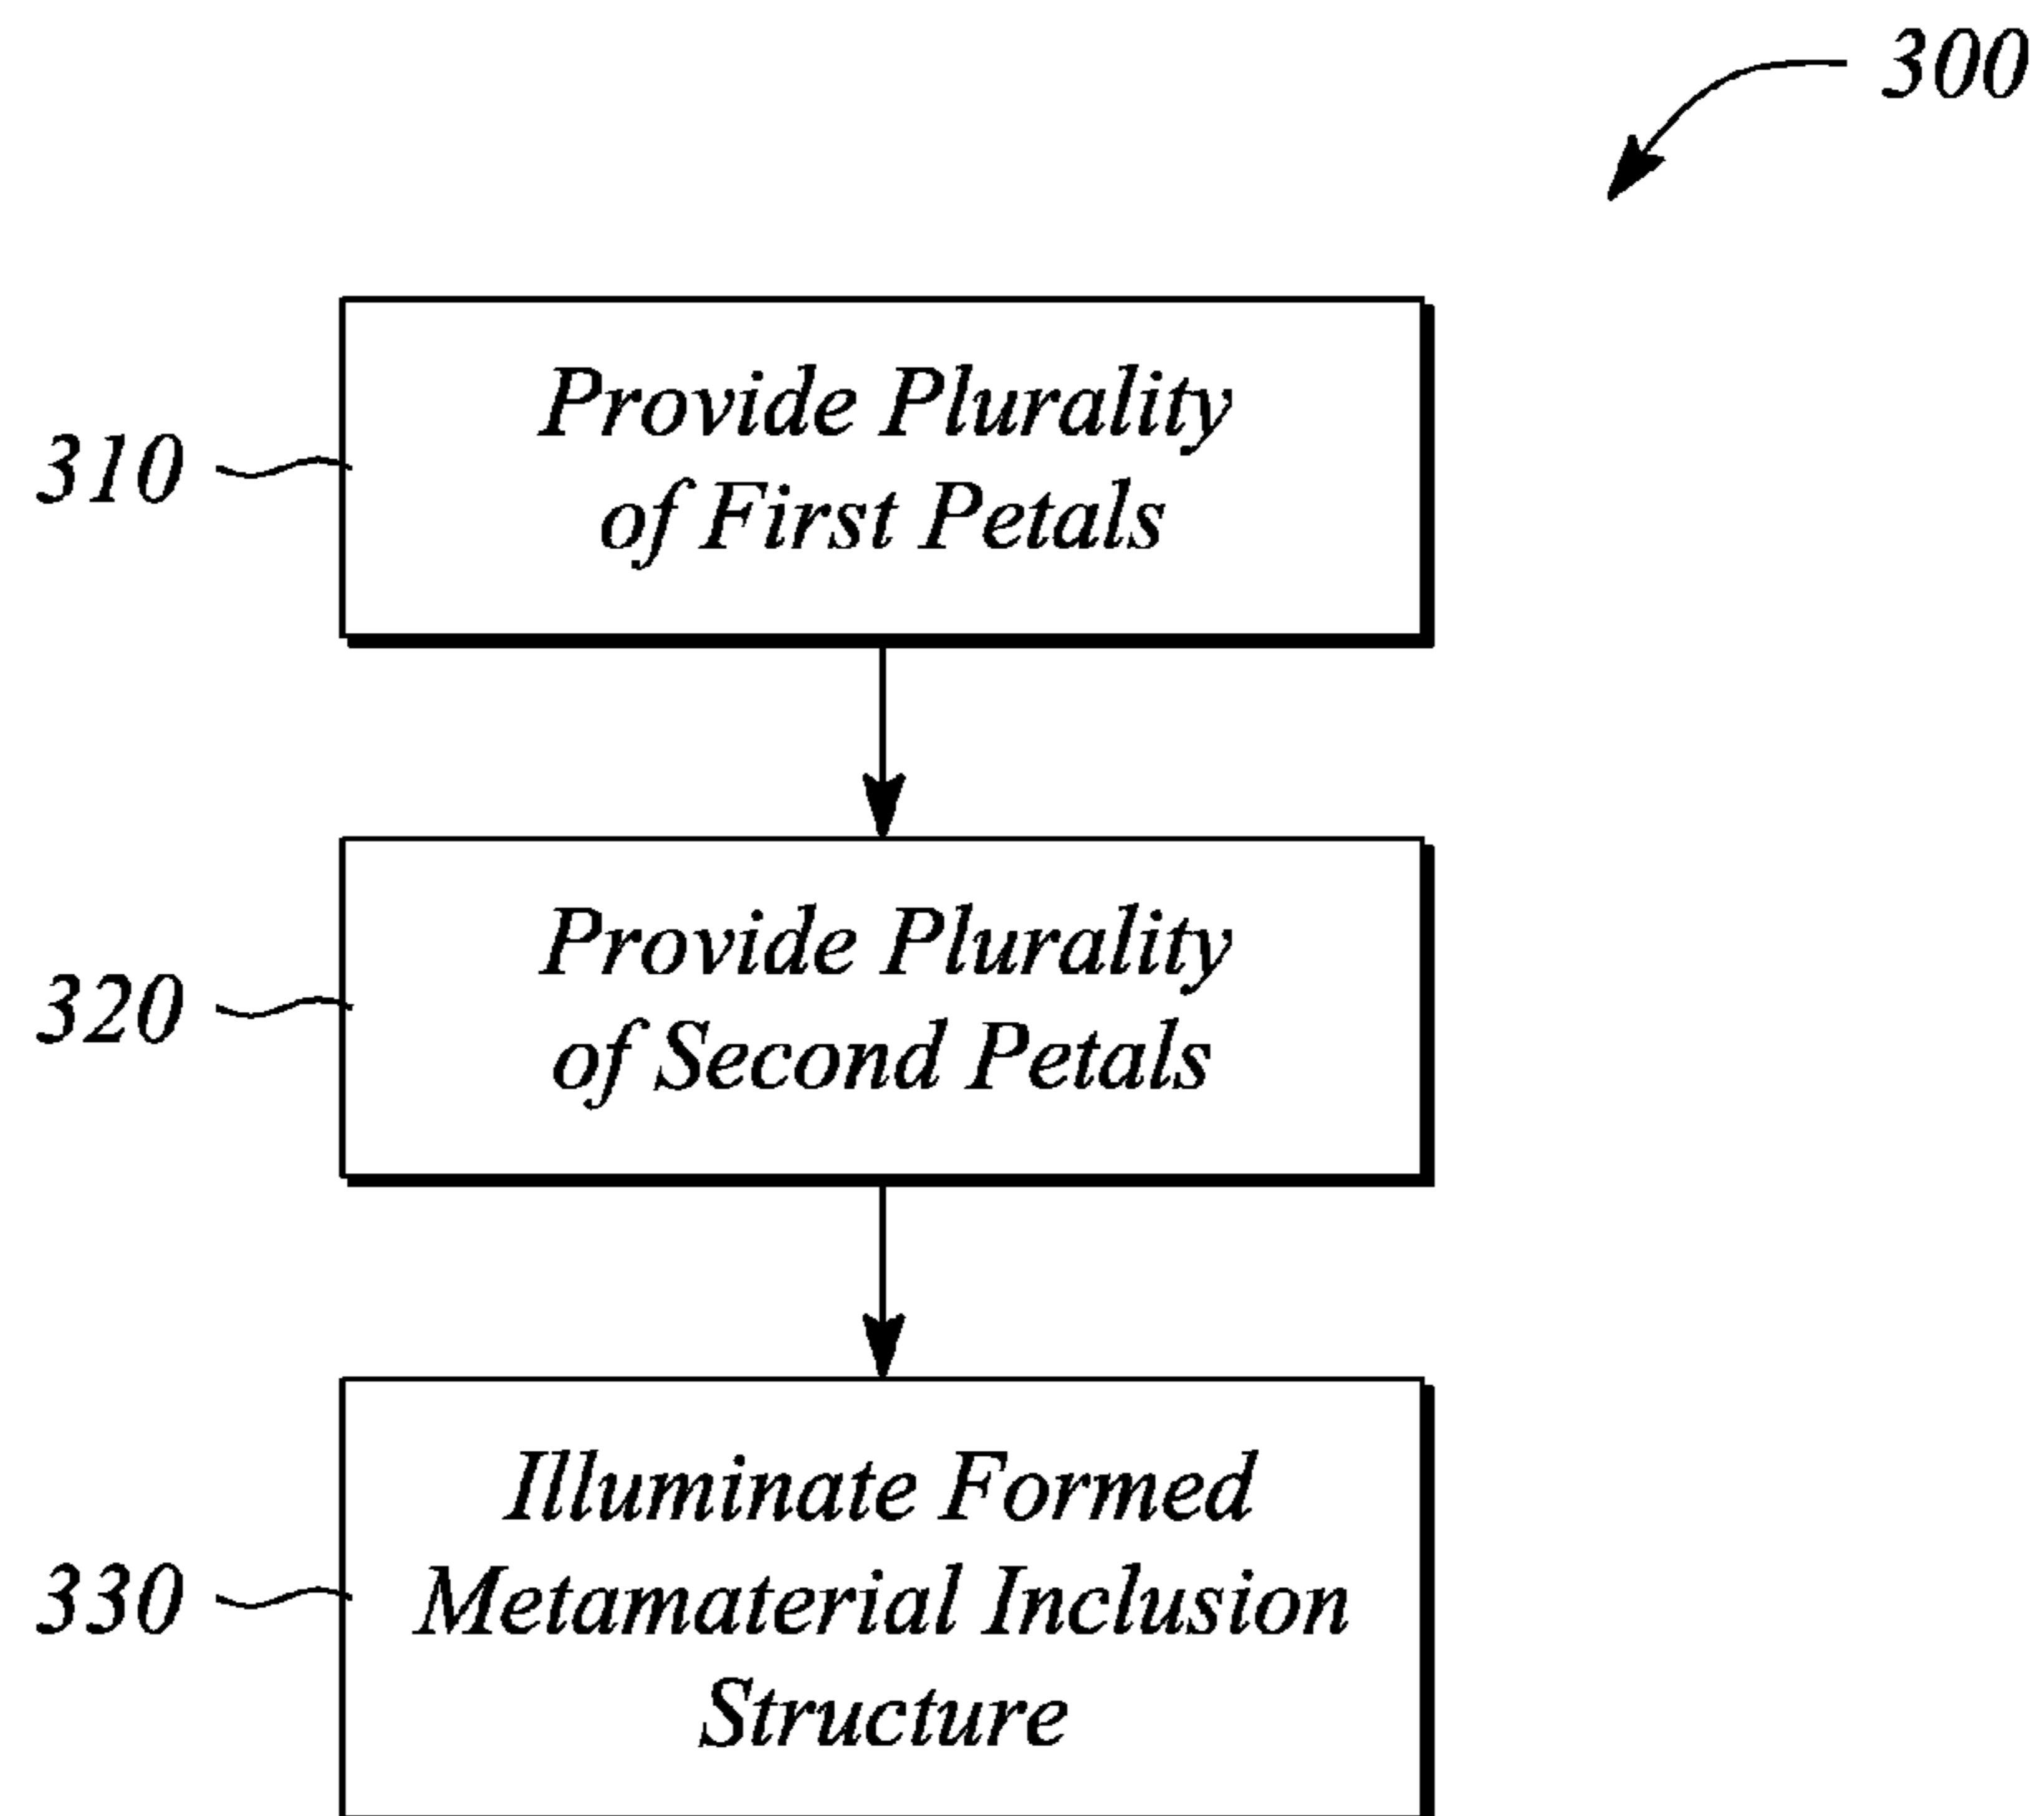 300
310
Provide Plurality
of First Petals
320
Provide Plurality
of Second Petals
330
Illuminate Formed
Metamaterial Inclusion
Structure